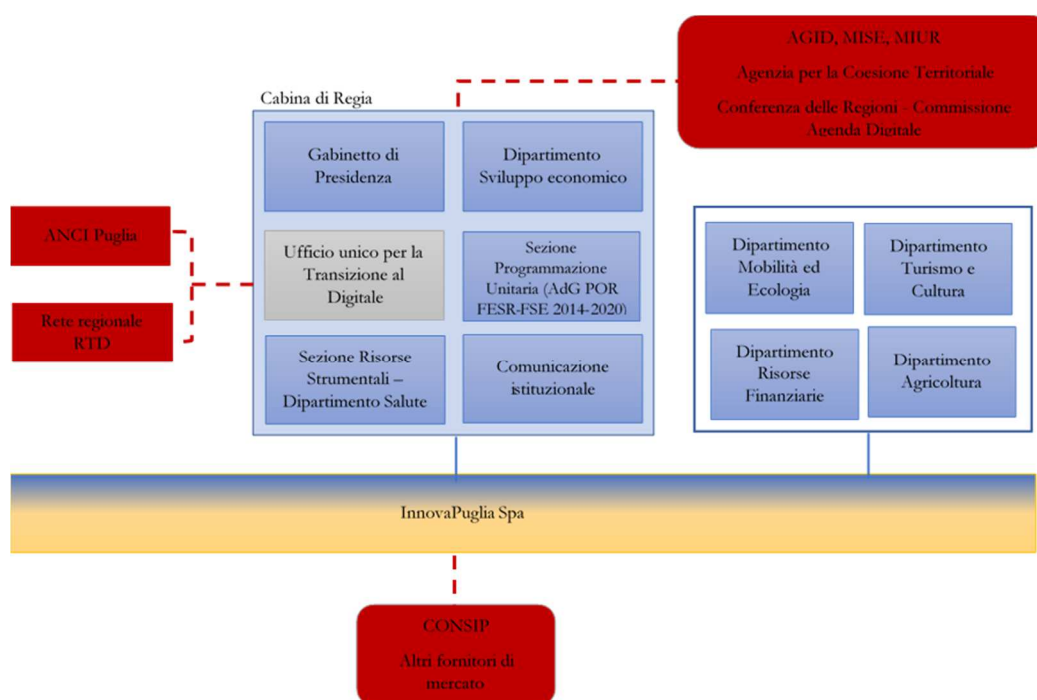 AGID, MISE, MIUR
Agenzia per la Coesione Territoriale
Conferenza delle Regioni - Commissione
Agenda Digitale
Cabina di Regia
Gabinetto di
Presidenza
Dipartimento
Sviluppo economico
ANCI Puglia
Rete regionale
RTD
Ufficio unico per la
Transizione al
Digitale
Sezione
Programmazione
Unitaria (AdG POR
FESR-FSE 2014-2020)
Sezione Risorse
Strumentali –
Dipartimento Salute
Comunicazione
istituzionale
Dipartimento
Mobilità ed
Ecologia
Dipartimento
Turismo e
Cultura
Dipartimento
Risorse
Finanziarie
Dipartimento
Agricoltura
InnovaPuglia Spa
CONSIP
Altri fornitori di
mercato